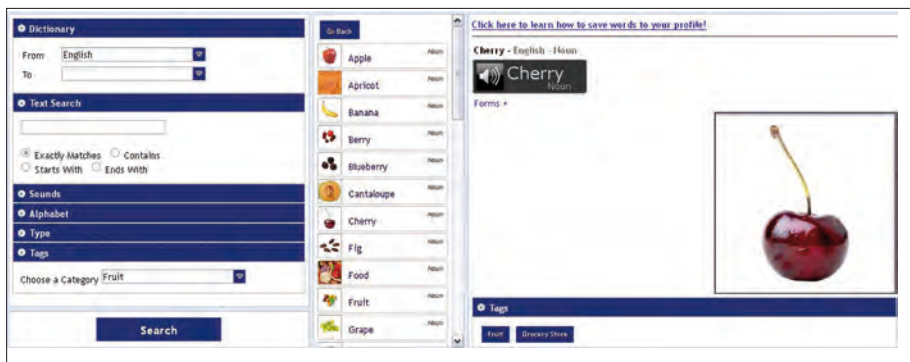 Dictionary
From English
To
Text Search
Exactly Matches Contains
Starts With Ends With
Sounds
Alphabet
Type
Tags
Choose a Category Fruit
Search
Go Back
Apple Noun
Apricot Noun
Banana Noun
Berry Noun
Blueberry Noun
Cantaloupe Noun
Cherry Noun
Fig Noun
Food Noun
Fruit Noun
Grape Noun
Click here to learn how to save words to your profile!
Cherry - English - Noun
Cherry
Noun
Forms +
Tags
Fruit Grocery Store